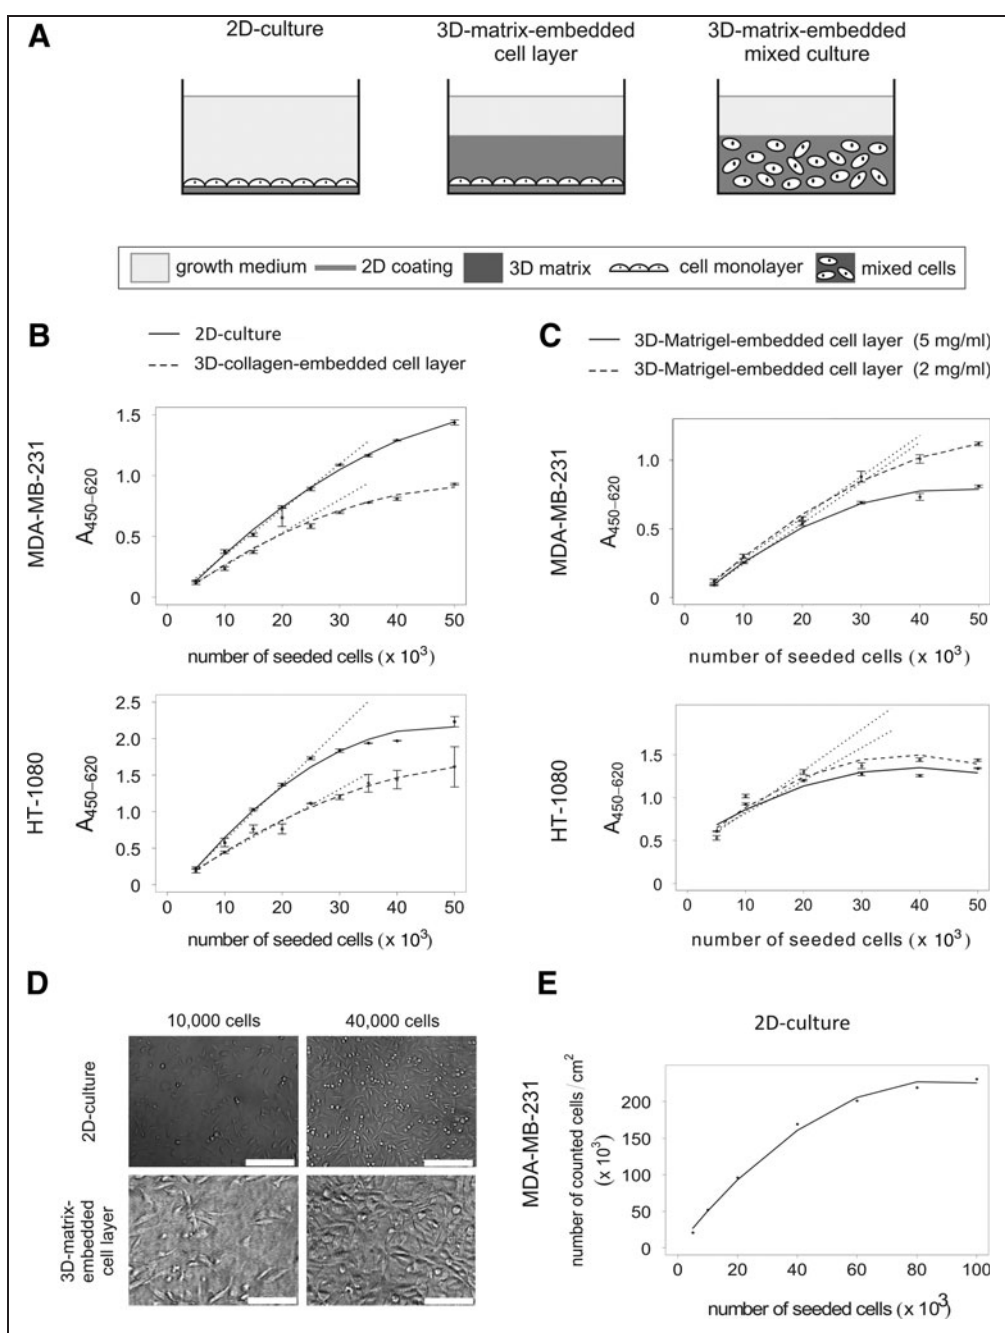 A
2D-culture
3D-matrix-embedded
cell layer
3D-matrix-embedded
mixed culture
growth medium
2D coating
3D matrix
cell monolayer
mixed cells
B
2D-culture
3D-collagen-embedded cell layer
MDA-MB-231
A450–620
1.5
1.0
0.5
0
0 10 20 30 40 50
number of seeded cells (x 10³)
HT-1080
A450–620
2.5
2.0
1.5
1.0
0.5
0
0 10 20 30 40 50
number of seeded cells (x 10³)
C
3D-Matrigel-embedded cell layer (5 mg/ml)
3D-Matrigel-embedded cell layer (2 mg/ml)
MDA-MB-231
A450–620
1.0
0.5
0
0 10 20 30 40 50
number of seeded cells (x 10³)
HT-1080
A450–620
1.5
1.0
0.5
0
0 10 20 30 40 50
number of seeded cells (x 10³)
D
10,000 cells
40,000 cells
2D-culture
3D-matrix-
embedded
cell layer
E
2D-culture
MDA-MB-231
number of counted cells/cm²
(x 10³)
200
150
100
50
0
0 20 40 60 80 100
number of seeded cells (x 10³)